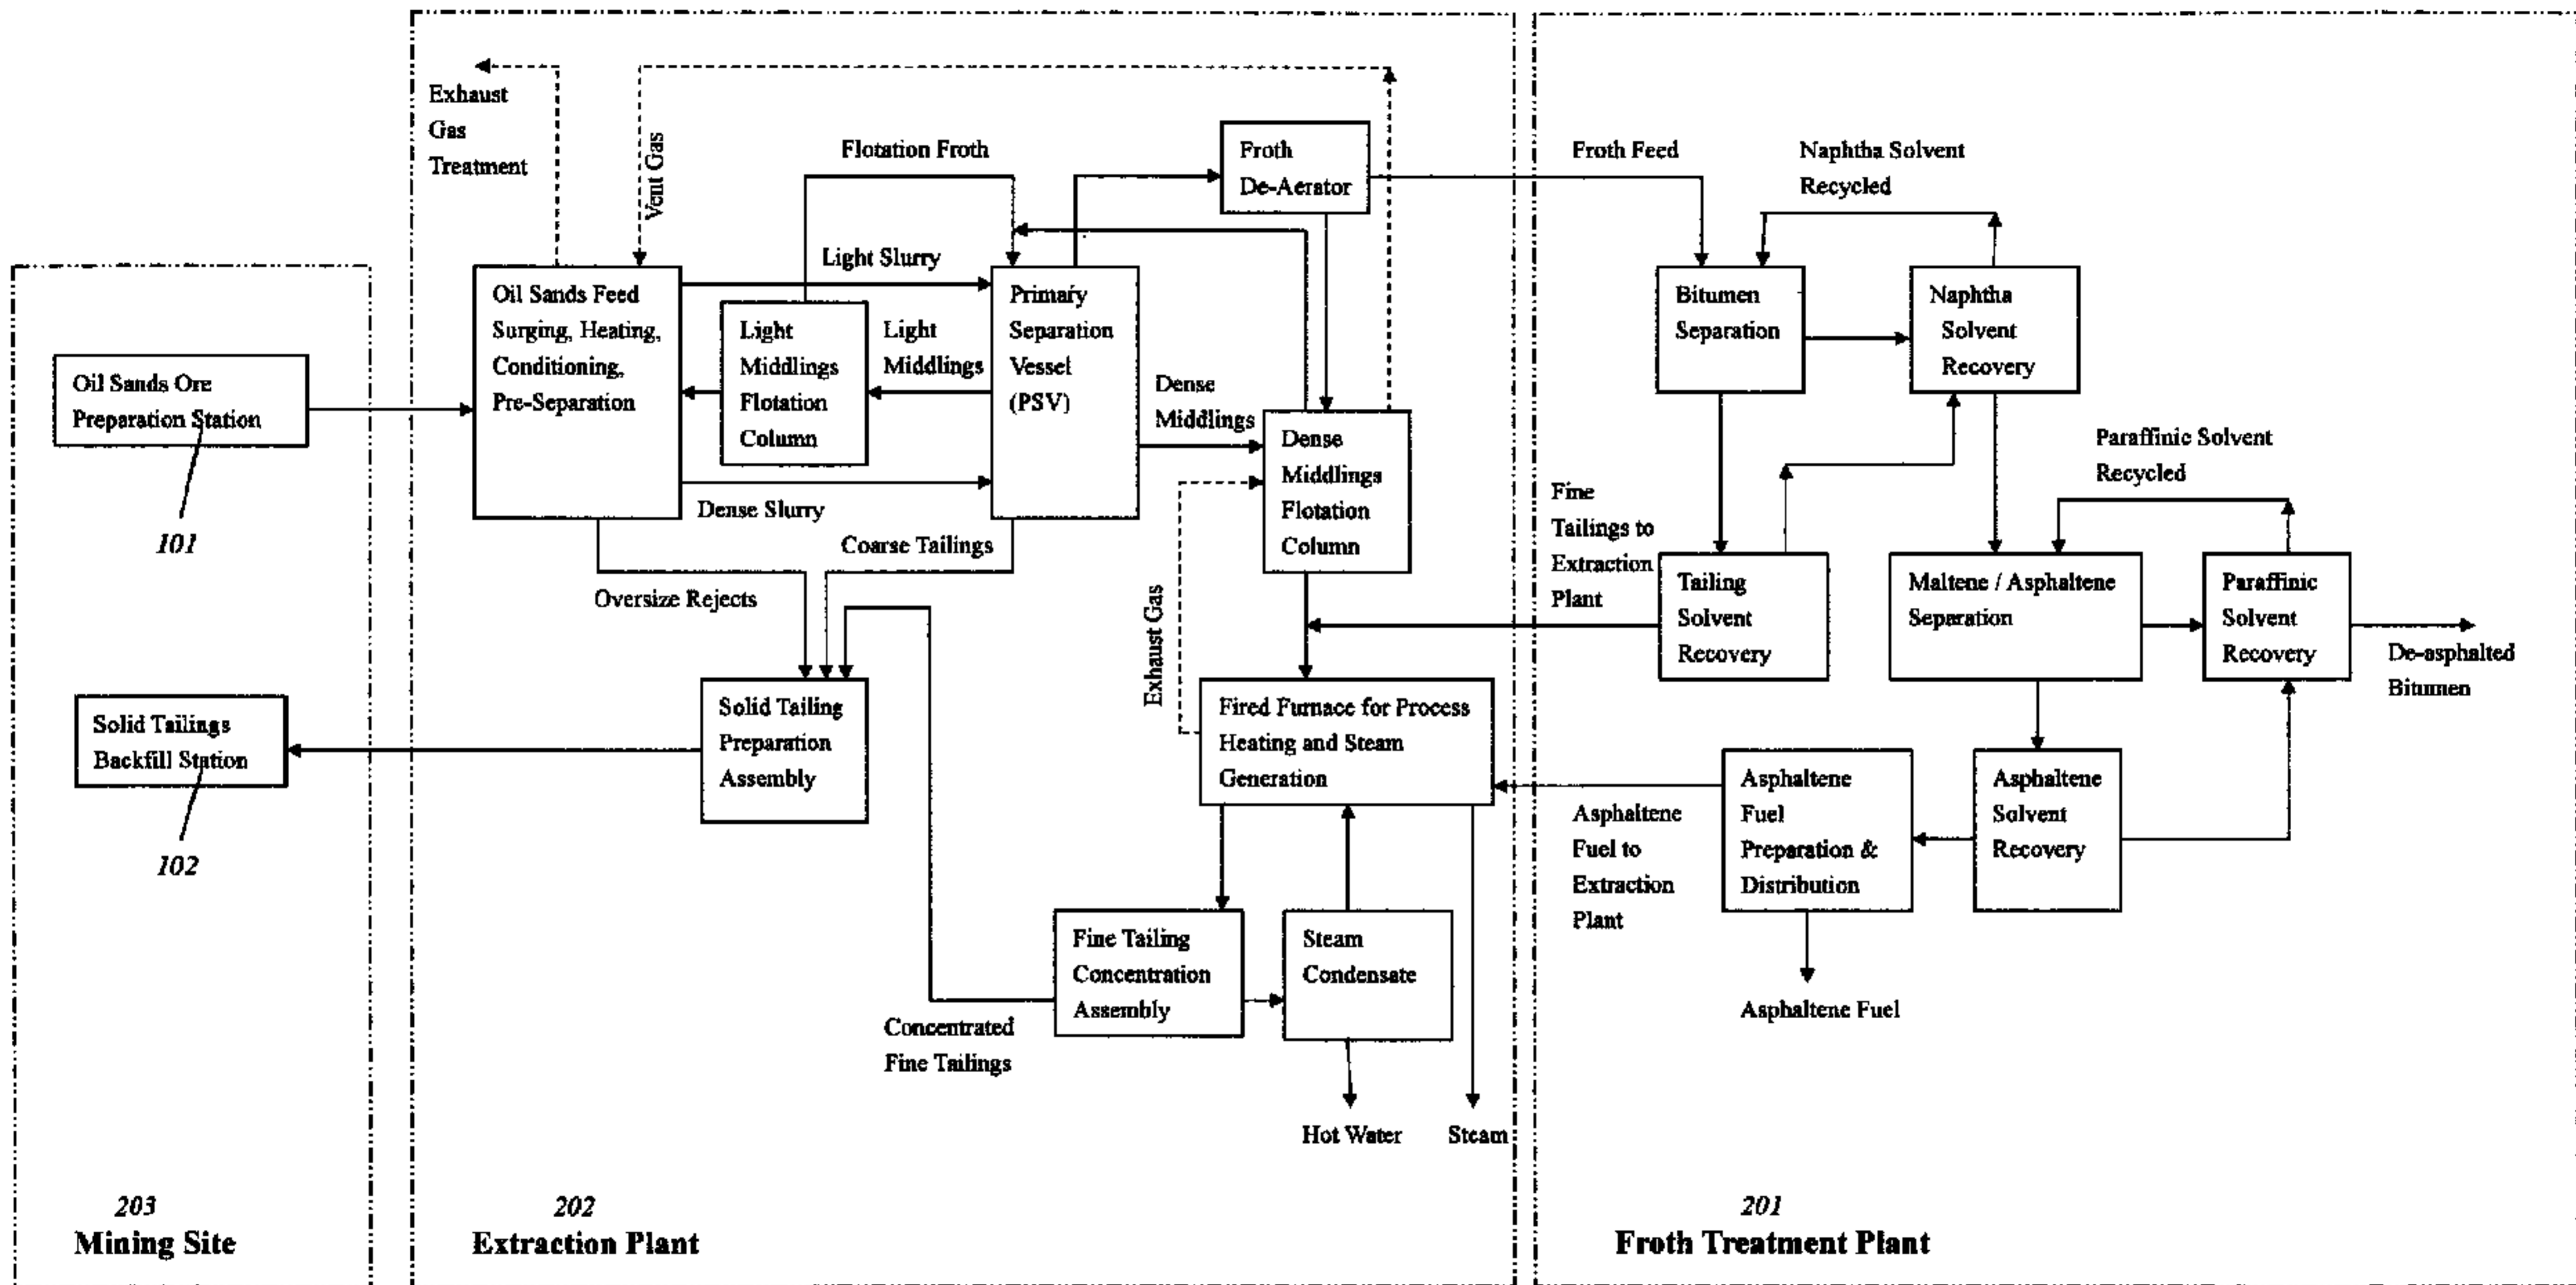 Exhaust
Gas
Treatment
Vent Gas
Flotation Froth
Froth
De-Aerator
Froth Feed
Naphtha Solvent
Recycled
Light Slurry
Oil Sands Feed
Surging, Heating,
Conditioning,
Pre-Separation
Light
Middlings
Flotation
Column
Light
Middlings
Primary
Separation
Vessel
(PSV)
Dense
Middlings
Dense
Middlings
Flotation
Column
Bitumen
Separation
Naphtha
Solvent
Recovery
Oil Sands Ore
Preparation Station
101
Dense Slurry
Coarse Tailings
Oversize Rejects
Paraffinic Solvent
Recycled
Fine
Tailings to
Extraction
Plant
Tailing
Solvent
Recovery
Maltene / Asphaltene
Separation
Paraffinic
Solvent
Recovery
De-asphalted
Bitumen
Exhaust Gas
Solid Tailings
Backfill Station
102
Solid Tailing
Preparation
Assembly
Fired Furnace for Process
Heating and Steam
Generation
Asphaltene
Fuel to
Extraction
Plant
Asphaltene
Fuel
Preparation &
Distribution
Asphaltene
Solvent
Recovery
Asphaltene Fuel
Fine Tailing
Concentration
Assembly
Steam
Condensate
Concentrated
Fine Tailings
Hot Water
Steam
203
Mining Site
202
Extraction Plant
201
Froth Treatment Plant